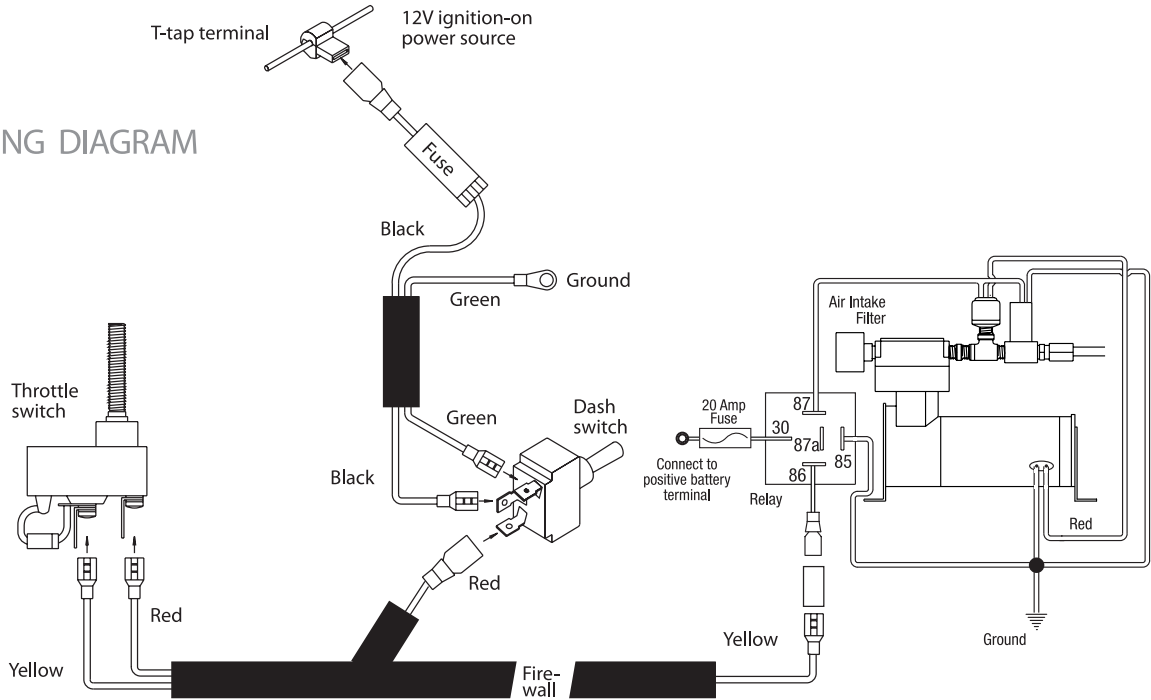 T-tap terminal
12V ignition-on
power source
NG DIAGRAM
Fuse
Black
Green
Ground
Air Intake
Filter
Throttle
switch
Green
Dash
switch
Black
20 Amp
Fuse
87
30
87a
85
86
Connect to
positive battery
terminal
Relay
Red
Red
Red
Yellow
Yellow
Fire-
wall
Ground